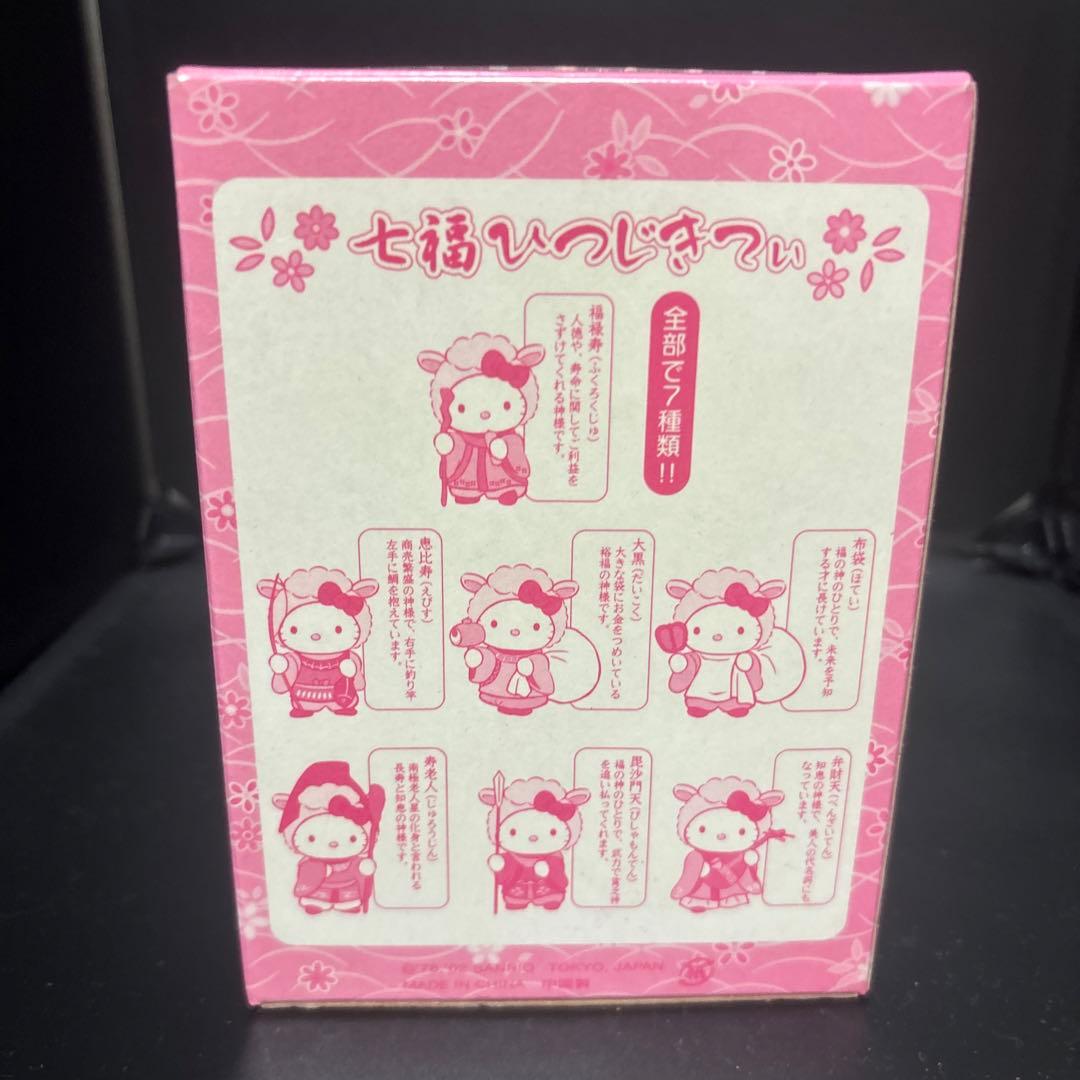 七福ひつじきてぃ
全部で7種類!!
福禄寿(ふくろくじゅ)
人徳や、寿命に関してご利益を
さずけてくれる神様です。
布袋(ほてい)
福の神のひとりで、未来を予知
する才に長けています。
大黒(だいこく)
大きな袋にお金をつめいている
裕福の神様です。
恵比寿(えびす)
商売繁盛の神様で、右手に釣り竿
左手に鯛を抱えています。
弁財天(べんざいてん)
知恵の神様で、美人の代名詞にも
なっています。
毘沙門天(びしゃもんてん)
福の神のひとりで、武力で貧乏神
を追い払ってくれます。
寿老人(じゅろうじん)
南極老人星の化身と言われる
長寿と知恵の神様です。
©'76-'02 SANRIO TOKYO, JAPAN
MADE IN CHINA 中国製